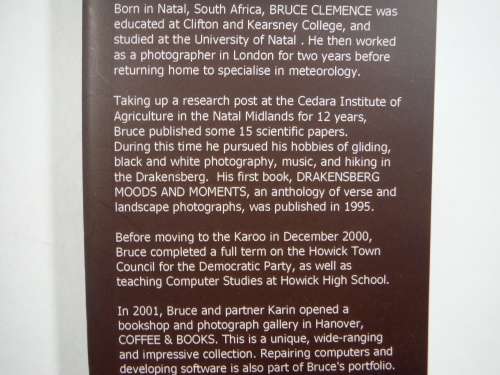 Born in Natal, South Africa, BRUCE CLEMENCE was
educated at Clifton and Kearsney College, and
studied at the University of Natal . He then worked
as a photographer in London for two years before
returning home to specialise in meteorology.
Taking up a research post at the Cedara Institute of
Agriculture in the Natal Midlands for 12 years,
Bruce published some 15 scientific papers.
During this time he pursued his hobbies of gliding,
black and white photography, music, and hiking in
the Drakensberg. His first book, DRAKENSBERG
MOODS AND MOMENTS, an anthology of verse and
landscape photographs, was published in 1995.
Before moving to the Karoo in December 2000,
Bruce completed a full term on the Howick Town
Council for the Democratic Party, as well as
teaching Computer Studies at Howick High School.
In 2001, Bruce and partner Karin opened a
bookshop and photograph gallery in Hanover,
COFFEE & BOOKS. This is a unique, wide-ranging
and impressive collection. Repairing computers and
developing software is also part of Bruce's portfolio.